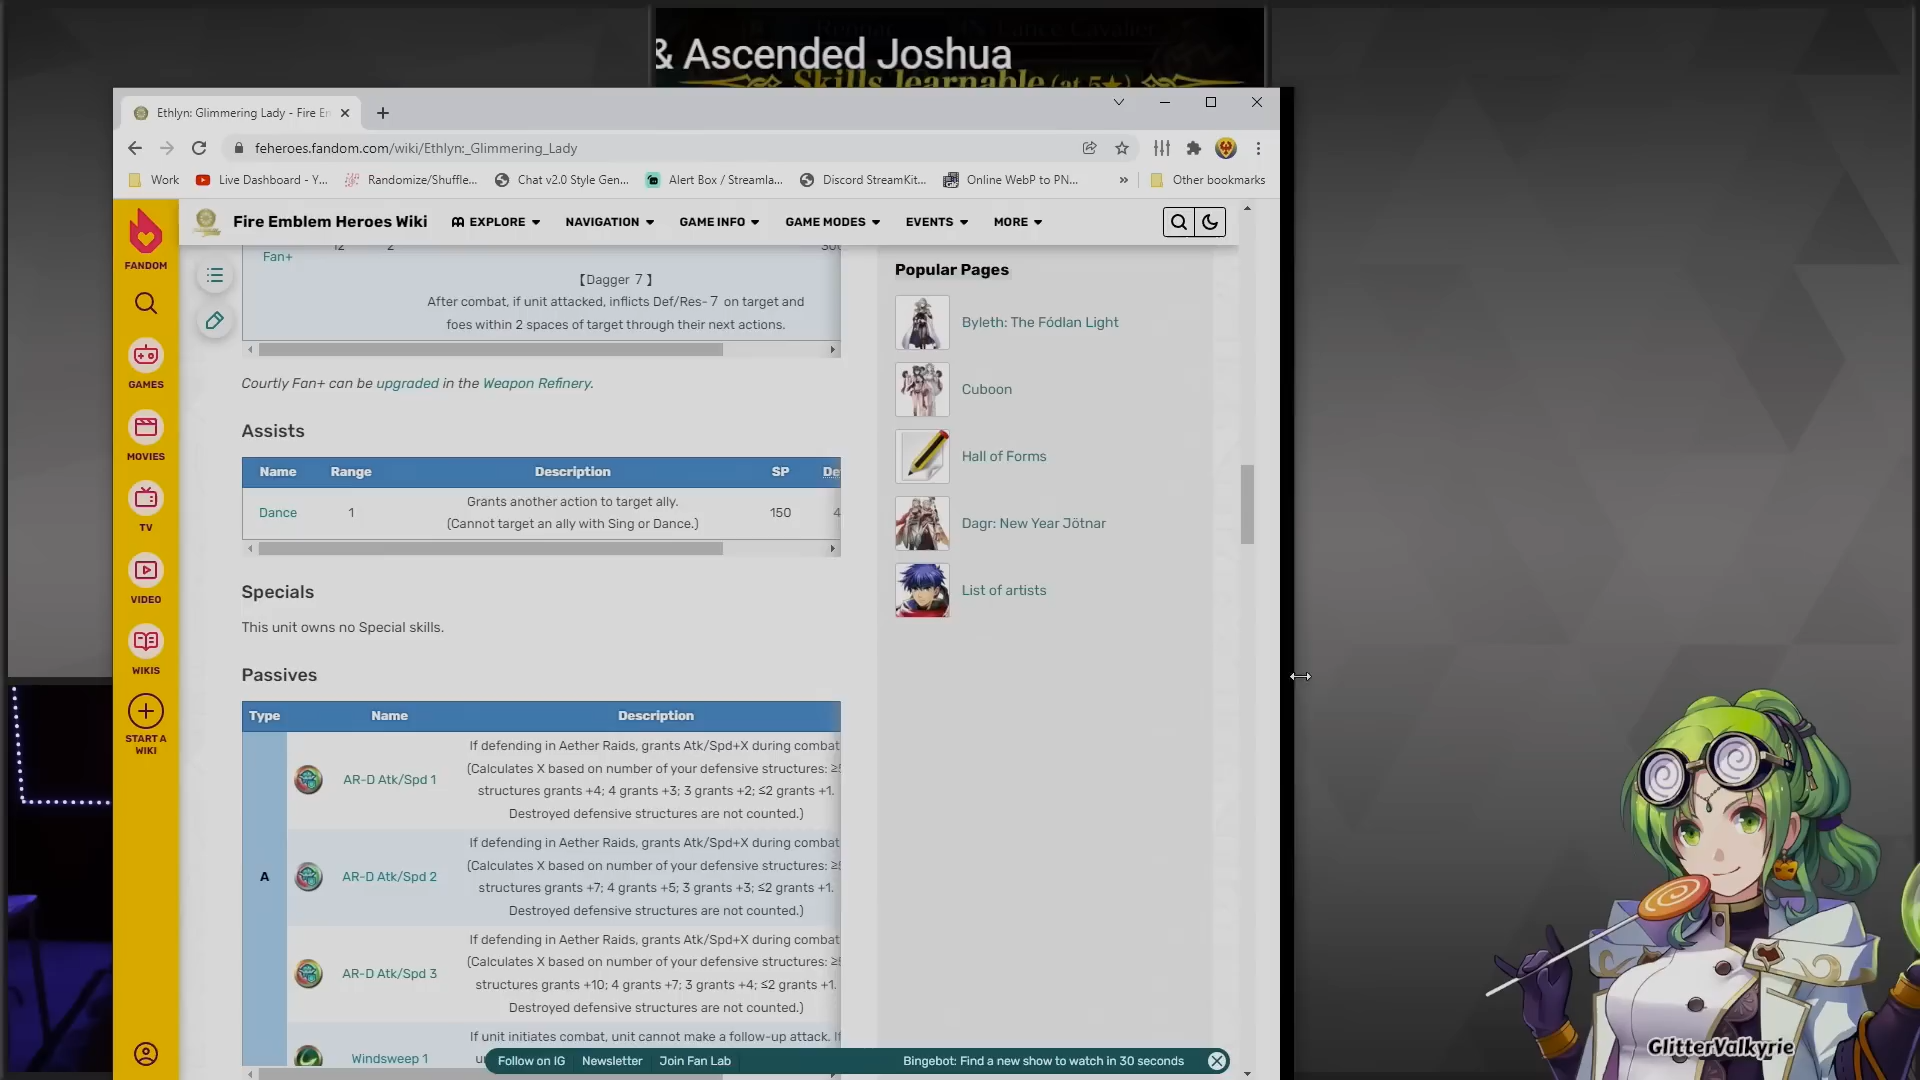 & Ascended Joshua
Skills learnable (at 5★)
Ethlyn: Glimmering Lady - Fire En
feheroes.fandom.com/wiki/Ethlyn:_Glimmering_Lady
Work
Live Dashboard - Y...
Randomize/Shuffle...
Chat v2.0 Style Gen...
Alert Box / Streamla...
Discord StreamKit...
Online WebP to PN...
»
Other bookmarks
FANDOM
GAMES
MOVIES
TV
VIDEO
WIKIS
START A
WIKI
Fire Emblem Heroes Wiki
EXPLORE
NAVIGATION
GAME INFO
GAME MODES
EVENTS
MORE
Fan+
12
2
【Dagger 7 】
After combat, if unit attacked, inflicts Def/Res- 7 on target and
foes within 2 spaces of target through their next actions.
Courtly Fan+ can be upgraded in the Weapon Refinery.
Assists
Name Range Description SP De
Dance 1 Grants another action to target ally. 150 4
(Cannot target an ally with Sing or Dance.)
Specials
This unit owns no Special skills.
Passives
Type Name Description
A
AR-D Atk/Spd 1
If defending in Aether Raids, grants Atk/Spd+X during combat
(Calculates X based on number of your defensive structures: ≥5
structures grants +4; 4 grants +3; 3 grants +2; ≤2 grants +1.
Destroyed defensive structures are not counted.)
AR-D Atk/Spd 2
If defending in Aether Raids, grants Atk/Spd+X during combat
(Calculates X based on number of your defensive structures: ≥5
structures grants +7; 4 grants +5; 3 grants +3; ≤2 grants +1.
Destroyed defensive structures are not counted.)
AR-D Atk/Spd 3
If defending in Aether Raids, grants Atk/Spd+X during combat
(Calculates X based on number of your defensive structures: ≥5
structures grants +10; 4 grants +7; 3 grants +4; ≤2 grants +1.
Destroyed defensive structures are not counted.)
Windsweep 1
If unit initiates combat, unit cannot make a follow-up attack. If
Popular Pages
Byleth: The Fódlan Light
Cuboon
Hall of Forms
Dagr: New Year Jötnar
List of artists
Follow on IG
Newsletter
Join Fan Lab
Bingebot: Find a new show to watch in 30 seconds
GlitterValkyrie